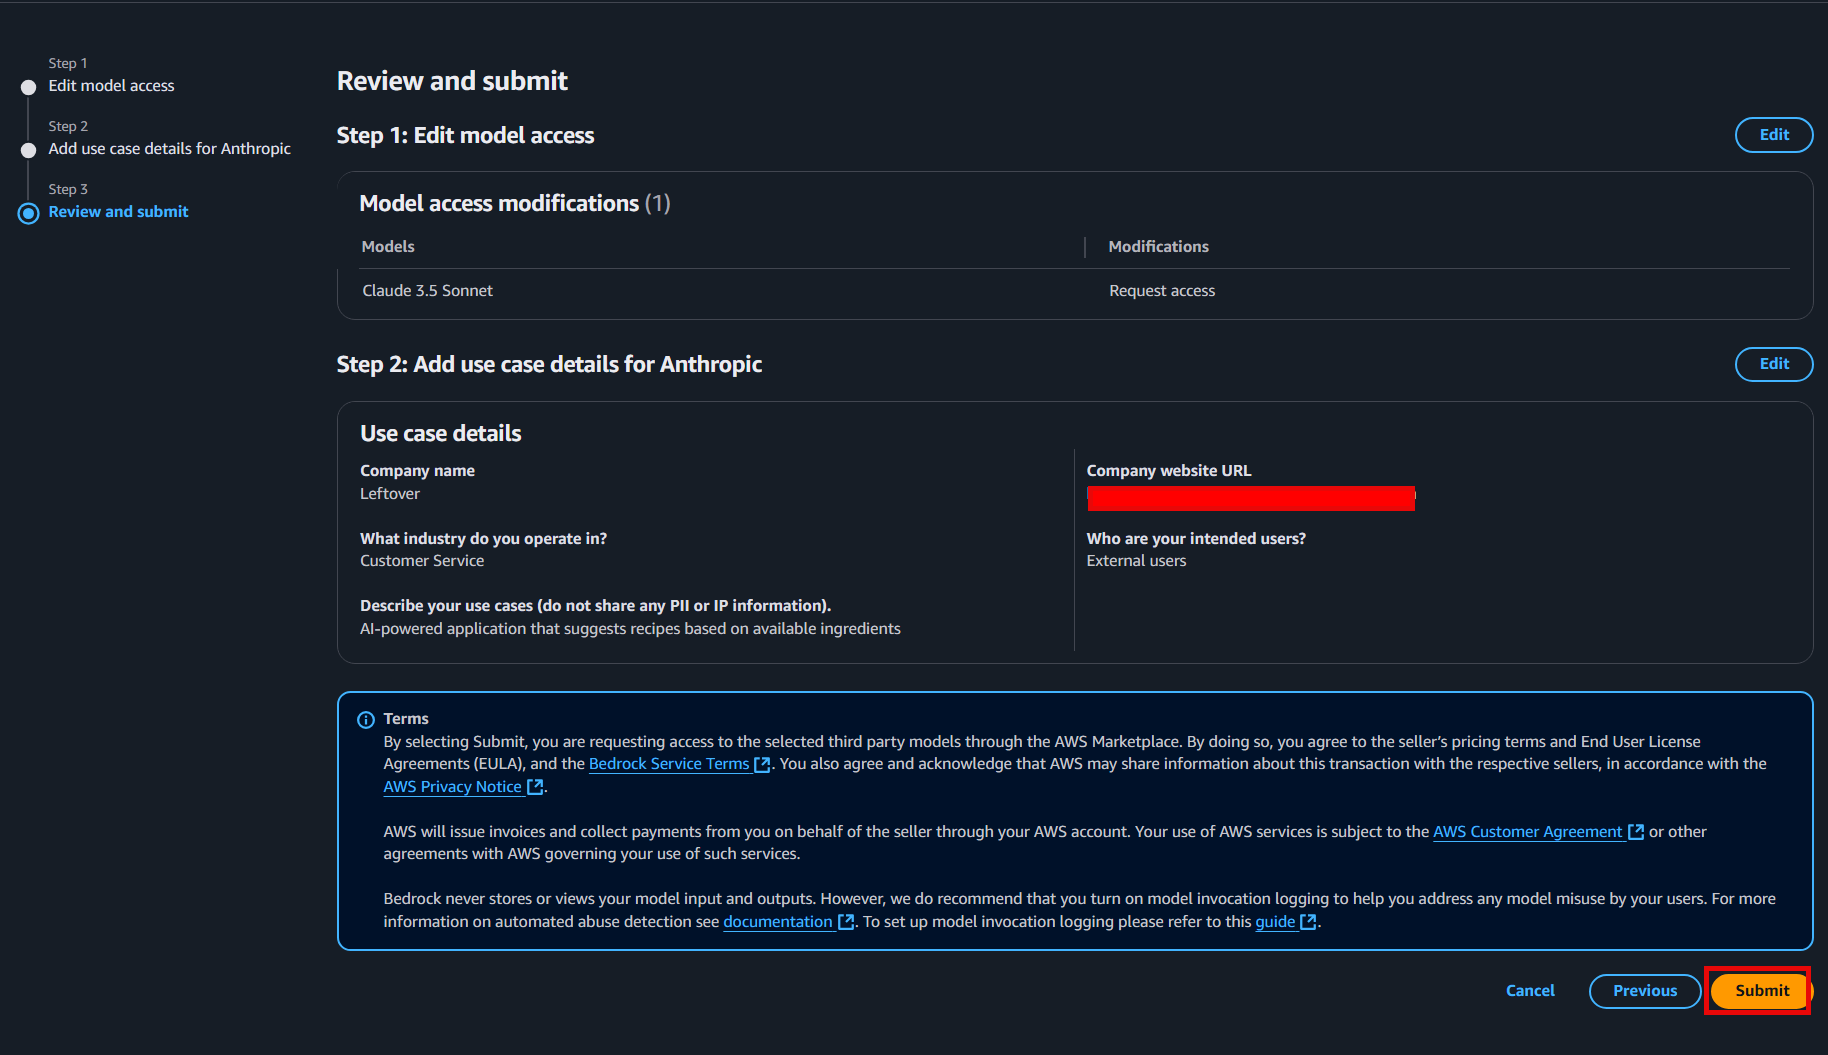 Step 1
Edit model access
Step 2
Add use case details for Anthropic
Step 3
Review and submit
Review and submit
Step 1: Edit model access
Edit
Model access modifications (1)
Models
Modifications
Claude 3.5 Sonnet
Request access
Step 2: Add use case details for Anthropic
Edit
Use case details
Company name
Leftover
Company website URL
What industry do you operate in?
Customer Service
Who are your intended users?
External users
Describe your use cases (do not share any PII or IP information).
AI-powered application that suggests recipes based on available ingredients
Terms
By selecting Submit, you are requesting access to the selected third party models through the AWS Marketplace. By doing so, you agree to the seller's pricing terms and End User License
Agreements (EULA), and the Bedrock Service Terms. You also agree and acknowledge that AWS may share information about this transaction with the respective sellers, in accordance with the
AWS Privacy Notice.
AWS will issue invoices and collect payments from you on behalf of the seller through your AWS account. Your use of AWS services is subject to the AWS Customer Agreement or other
agreements with AWS governing your use of such services.
Bedrock never stores or views your model input and outputs. However, we do recommend that you turn on model invocation logging to help you address any model misuse by your users. For more
information on automated abuse detection see documentation. To set up model invocation logging please refer to this guide.
Cancel
Previous
Submit